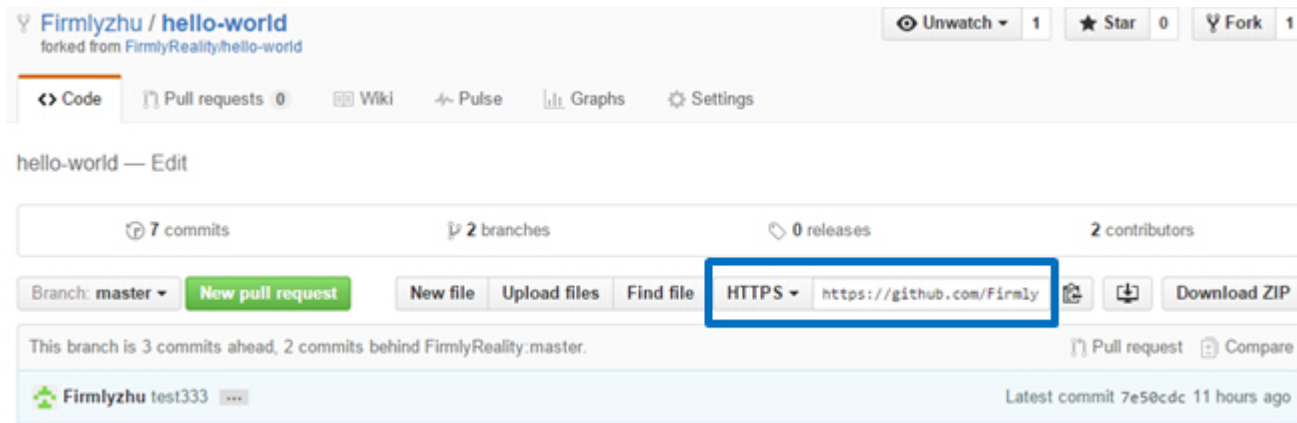 Firmlyzhu / hello-world Unwatch 1 Star 0 Fork 1
forked from FirmlyReality/hello-world
Code Pull requests 0 Wiki Pulse Graphs Settings
hello-world — Edit
7 commits 2 branches 0 releases 2 contributors
Branch: master New pull request New file Upload files Find file HTTPS https://github.com/Firmly Download ZIP
This branch is 3 commits ahead, 2 commits behind FirmlyReality:master. Pull request Compare
Firmlyzhu test333 ... Latest commit 7e50cdc 11 hours ago